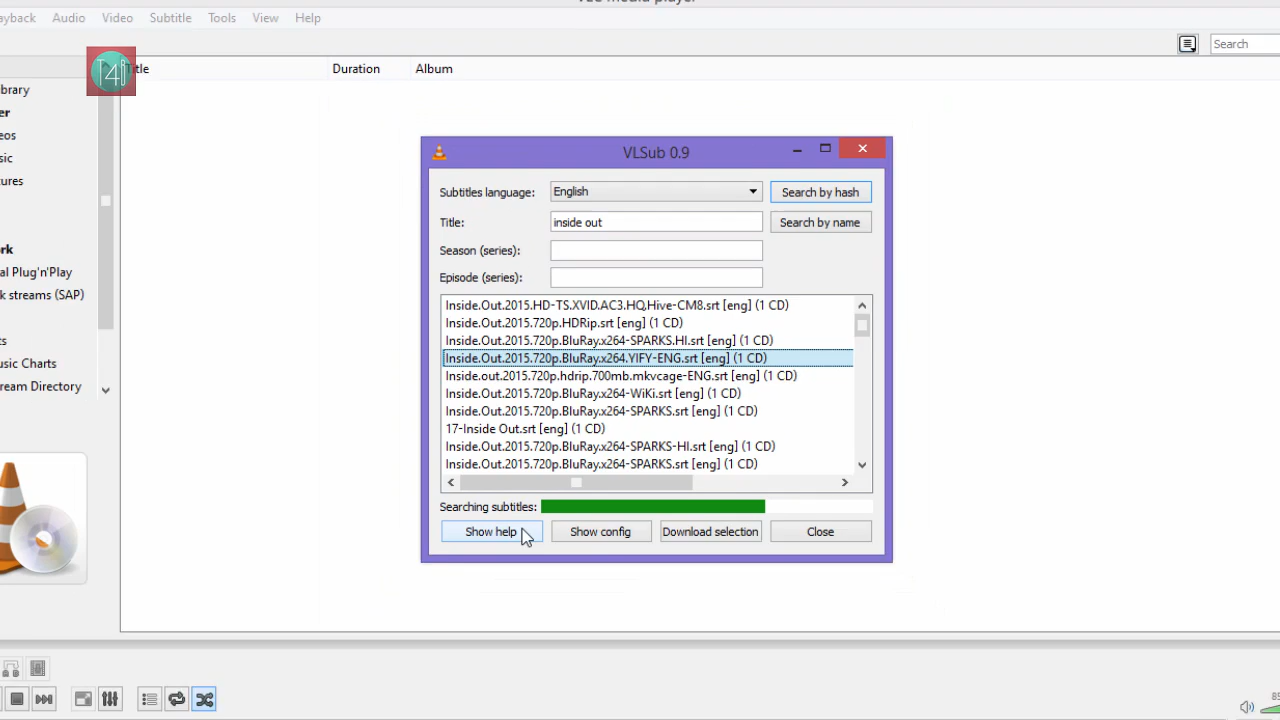 ayback Audio Video Subtitle Tools View Help
Search
T4i
Title Duration Album
brary
er
eos
sic
ures
rk
al Plug'n'Play
k streams (SAP)
s
sic Charts
ream Directory
VLSub 0.9
Subtitles language: English Search by hash
Title: inside out Search by name
Season (series):
Episode (series):
Inside.Out.2015.HD-TS.XVID.AC3.HQ.Hive-CM8.srt [eng] (1 CD)
Inside.Out.2015.720p.HDRip.srt [eng] (1 CD)
Inside.Out.2015.720p.BluRay.x264-SPARKS.HI.srt [eng] (1 CD)
Inside.Out.2015.720p.BluRay.x264.YIFY-ENG.srt [eng] (1 CD)
Inside.out.2015.720p.hdrip.700mb.mkvcage-ENG.srt [eng] (1 CD)
Inside.Out.2015.720p.BluRay.x264-WiKi.srt [eng] (1 CD)
Inside.Out.2015.720p.BluRay.x264-SPARKS.srt [eng] (1 CD)
17-Inside Out.srt [eng] (1 CD)
Inside.Out.2015.720p.BluRay.x264-SPARKS-HI.srt [eng] (1 CD)
Inside.Out.2015.720p.BluRay.x264-SPARKS.srt [eng] (1 CD)
Searching subtitles:
Show help Show config Download selection Close